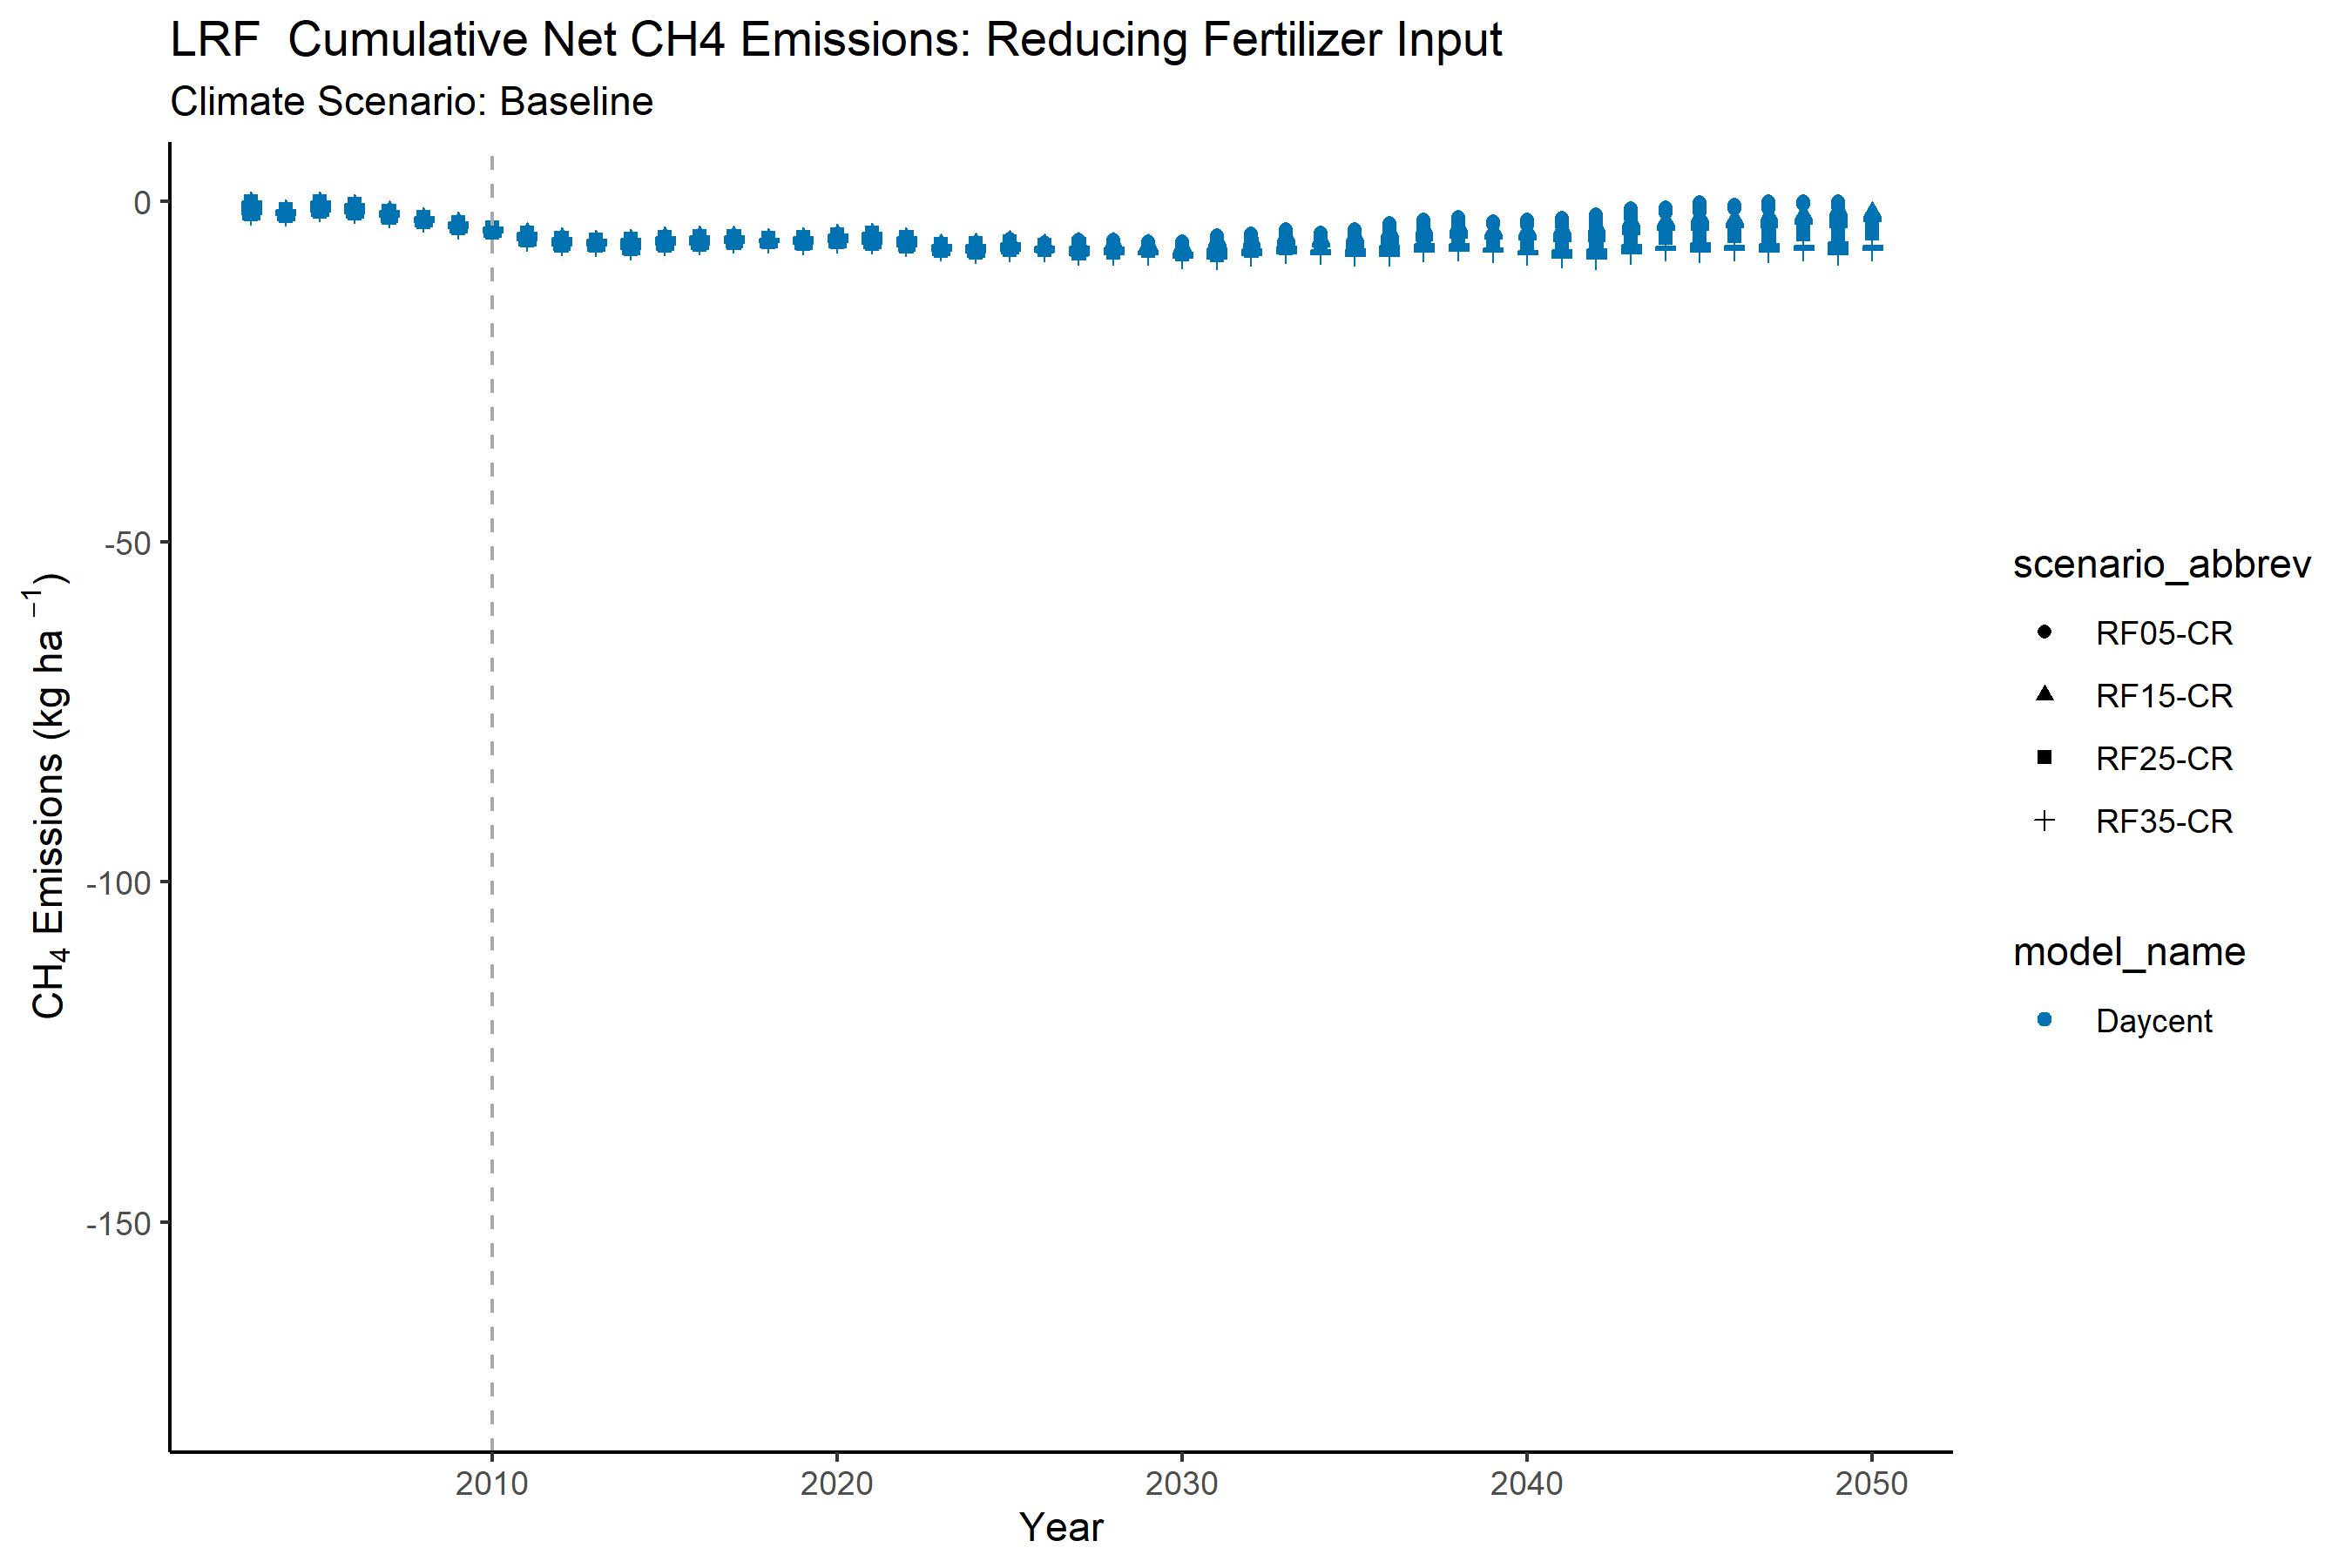 LRF  Cumulative Net CH4 Emissions: Reducing Fertilizer Input
Climate Scenario: Baseline
CH₄ Emissions (kg ha ⁻¹)
0
-50
-100
-150
2010 2020 2030 2040 2050
Year
scenario_abbrev
RF05-CR
RF15-CR
RF25-CR
RF35-CR
model_name
Daycent